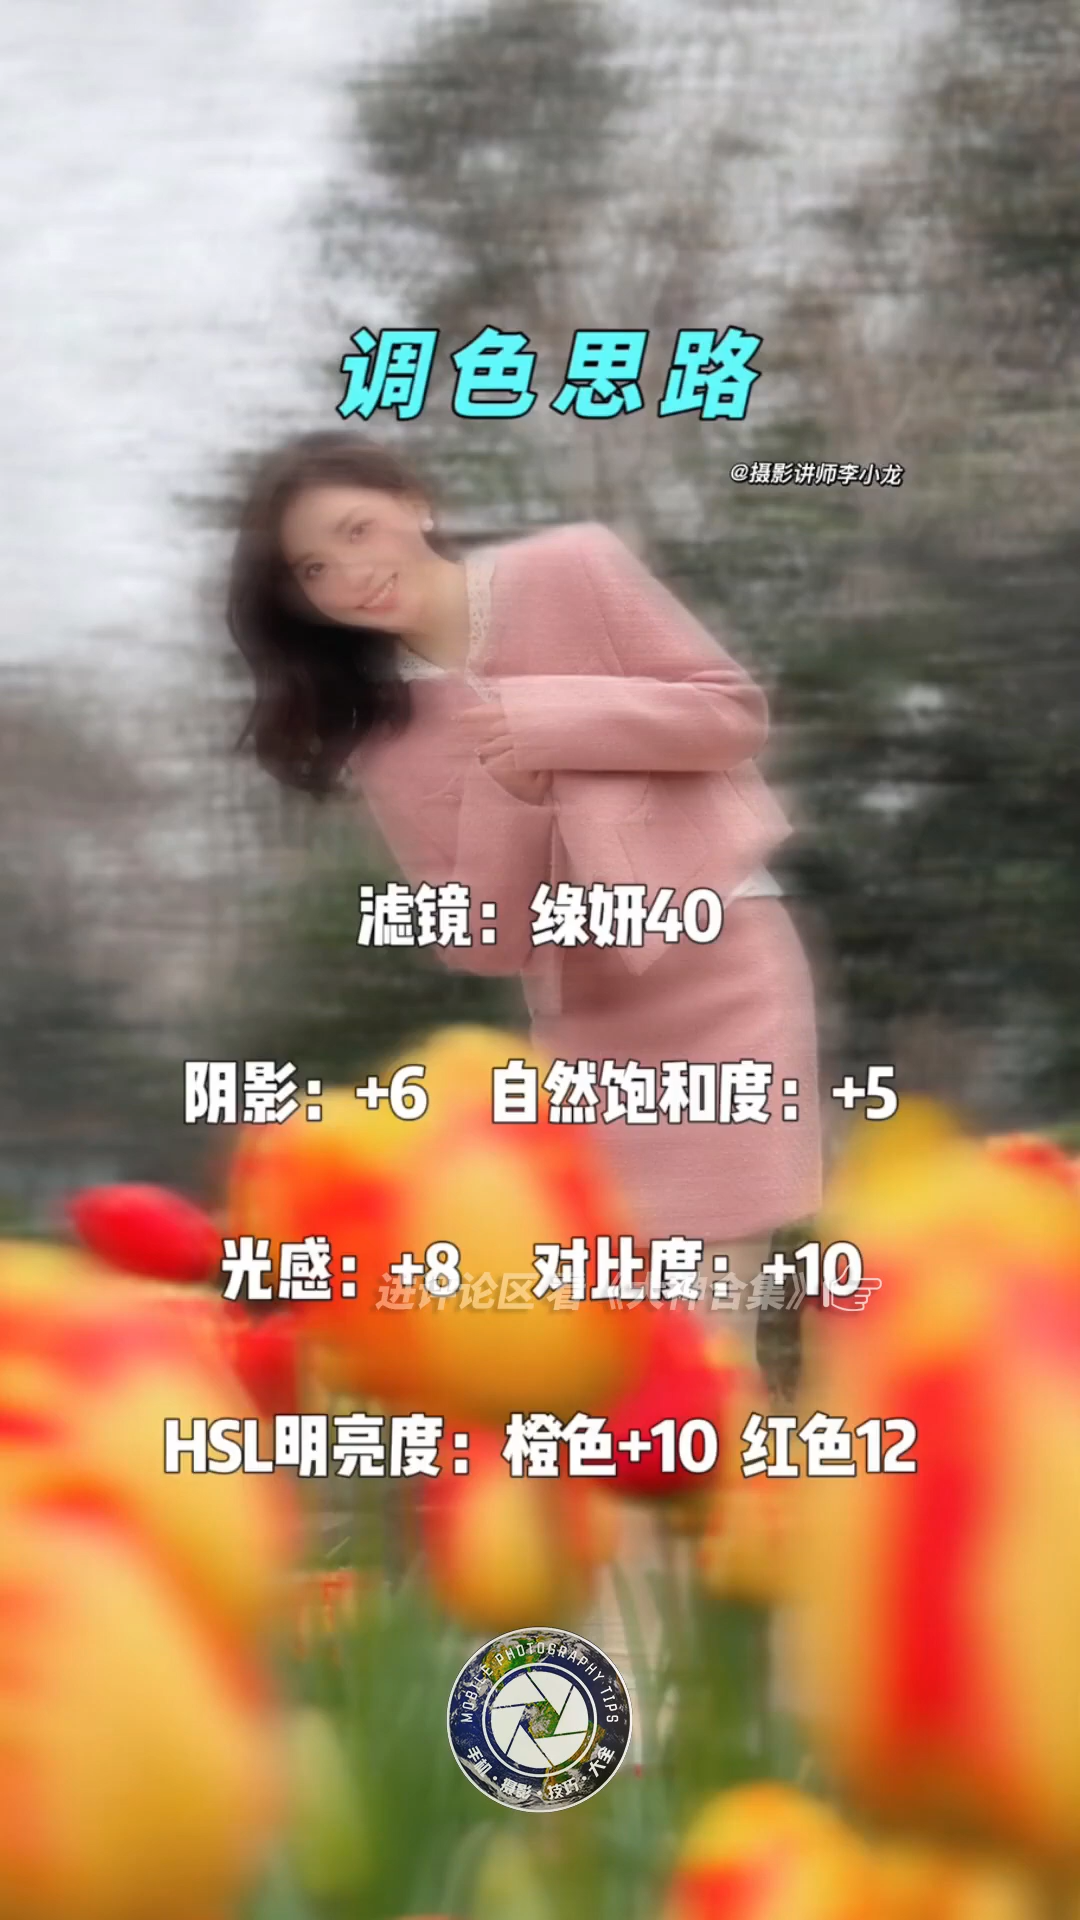 调色思路
@摄影讲师李小龙
滤镜：绿妍40
阴影：+6 自然饱和度：+5
光感：+8 对比度：+10
进评论区 看《大神合集》
HSL明亮度：橙色+10 红色12
MOBILE PHOTOGRAPHY TIPS
手机·摄影·技巧·大全